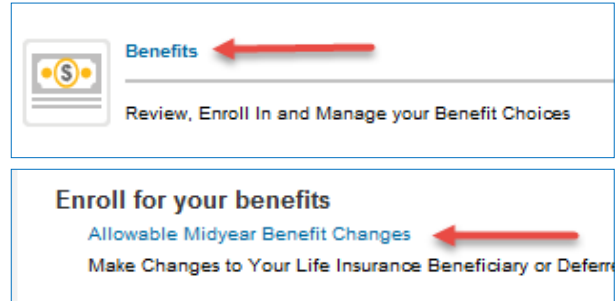 Benefits
$
Review, Enroll In and Manage your Benefit Choices
Enroll for your benefits
Allowable Midyear Benefit Changes
Make Changes to Your Life Insurance Beneficiary or